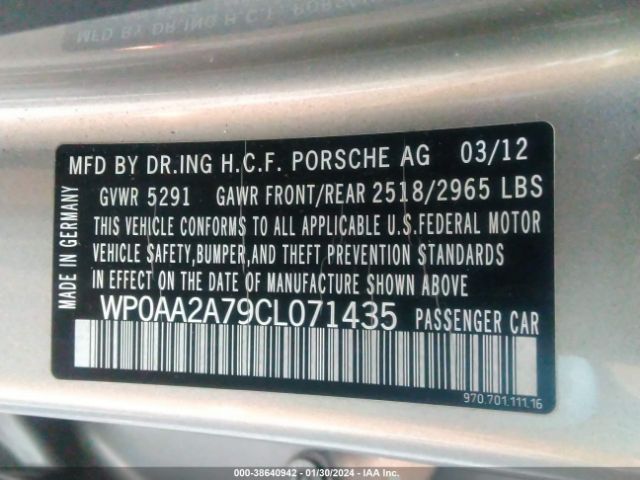 MFD BY DR.ING H.C.F. PORSCHE AG 03/12
GVWR 5291 GAWR FRONT/REAR 2518/2965 LBS
THIS VEHICLE CONFORMS TO ALL APPLICABLE U.S.FEDERAL MOTOR
VEHICLE SAFETY,BUMPER,AND THEFT PREVENTION STANDARDS
IN EFFECT ON THE DATE OF MANUFACTURE SHOWN ABOVE
WP0AA2A79CL071435 PASSENGER CAR
MADE IN GERMANY
970.701.111.16
000-38640942 - 01/30/2024 - IAA Inc.